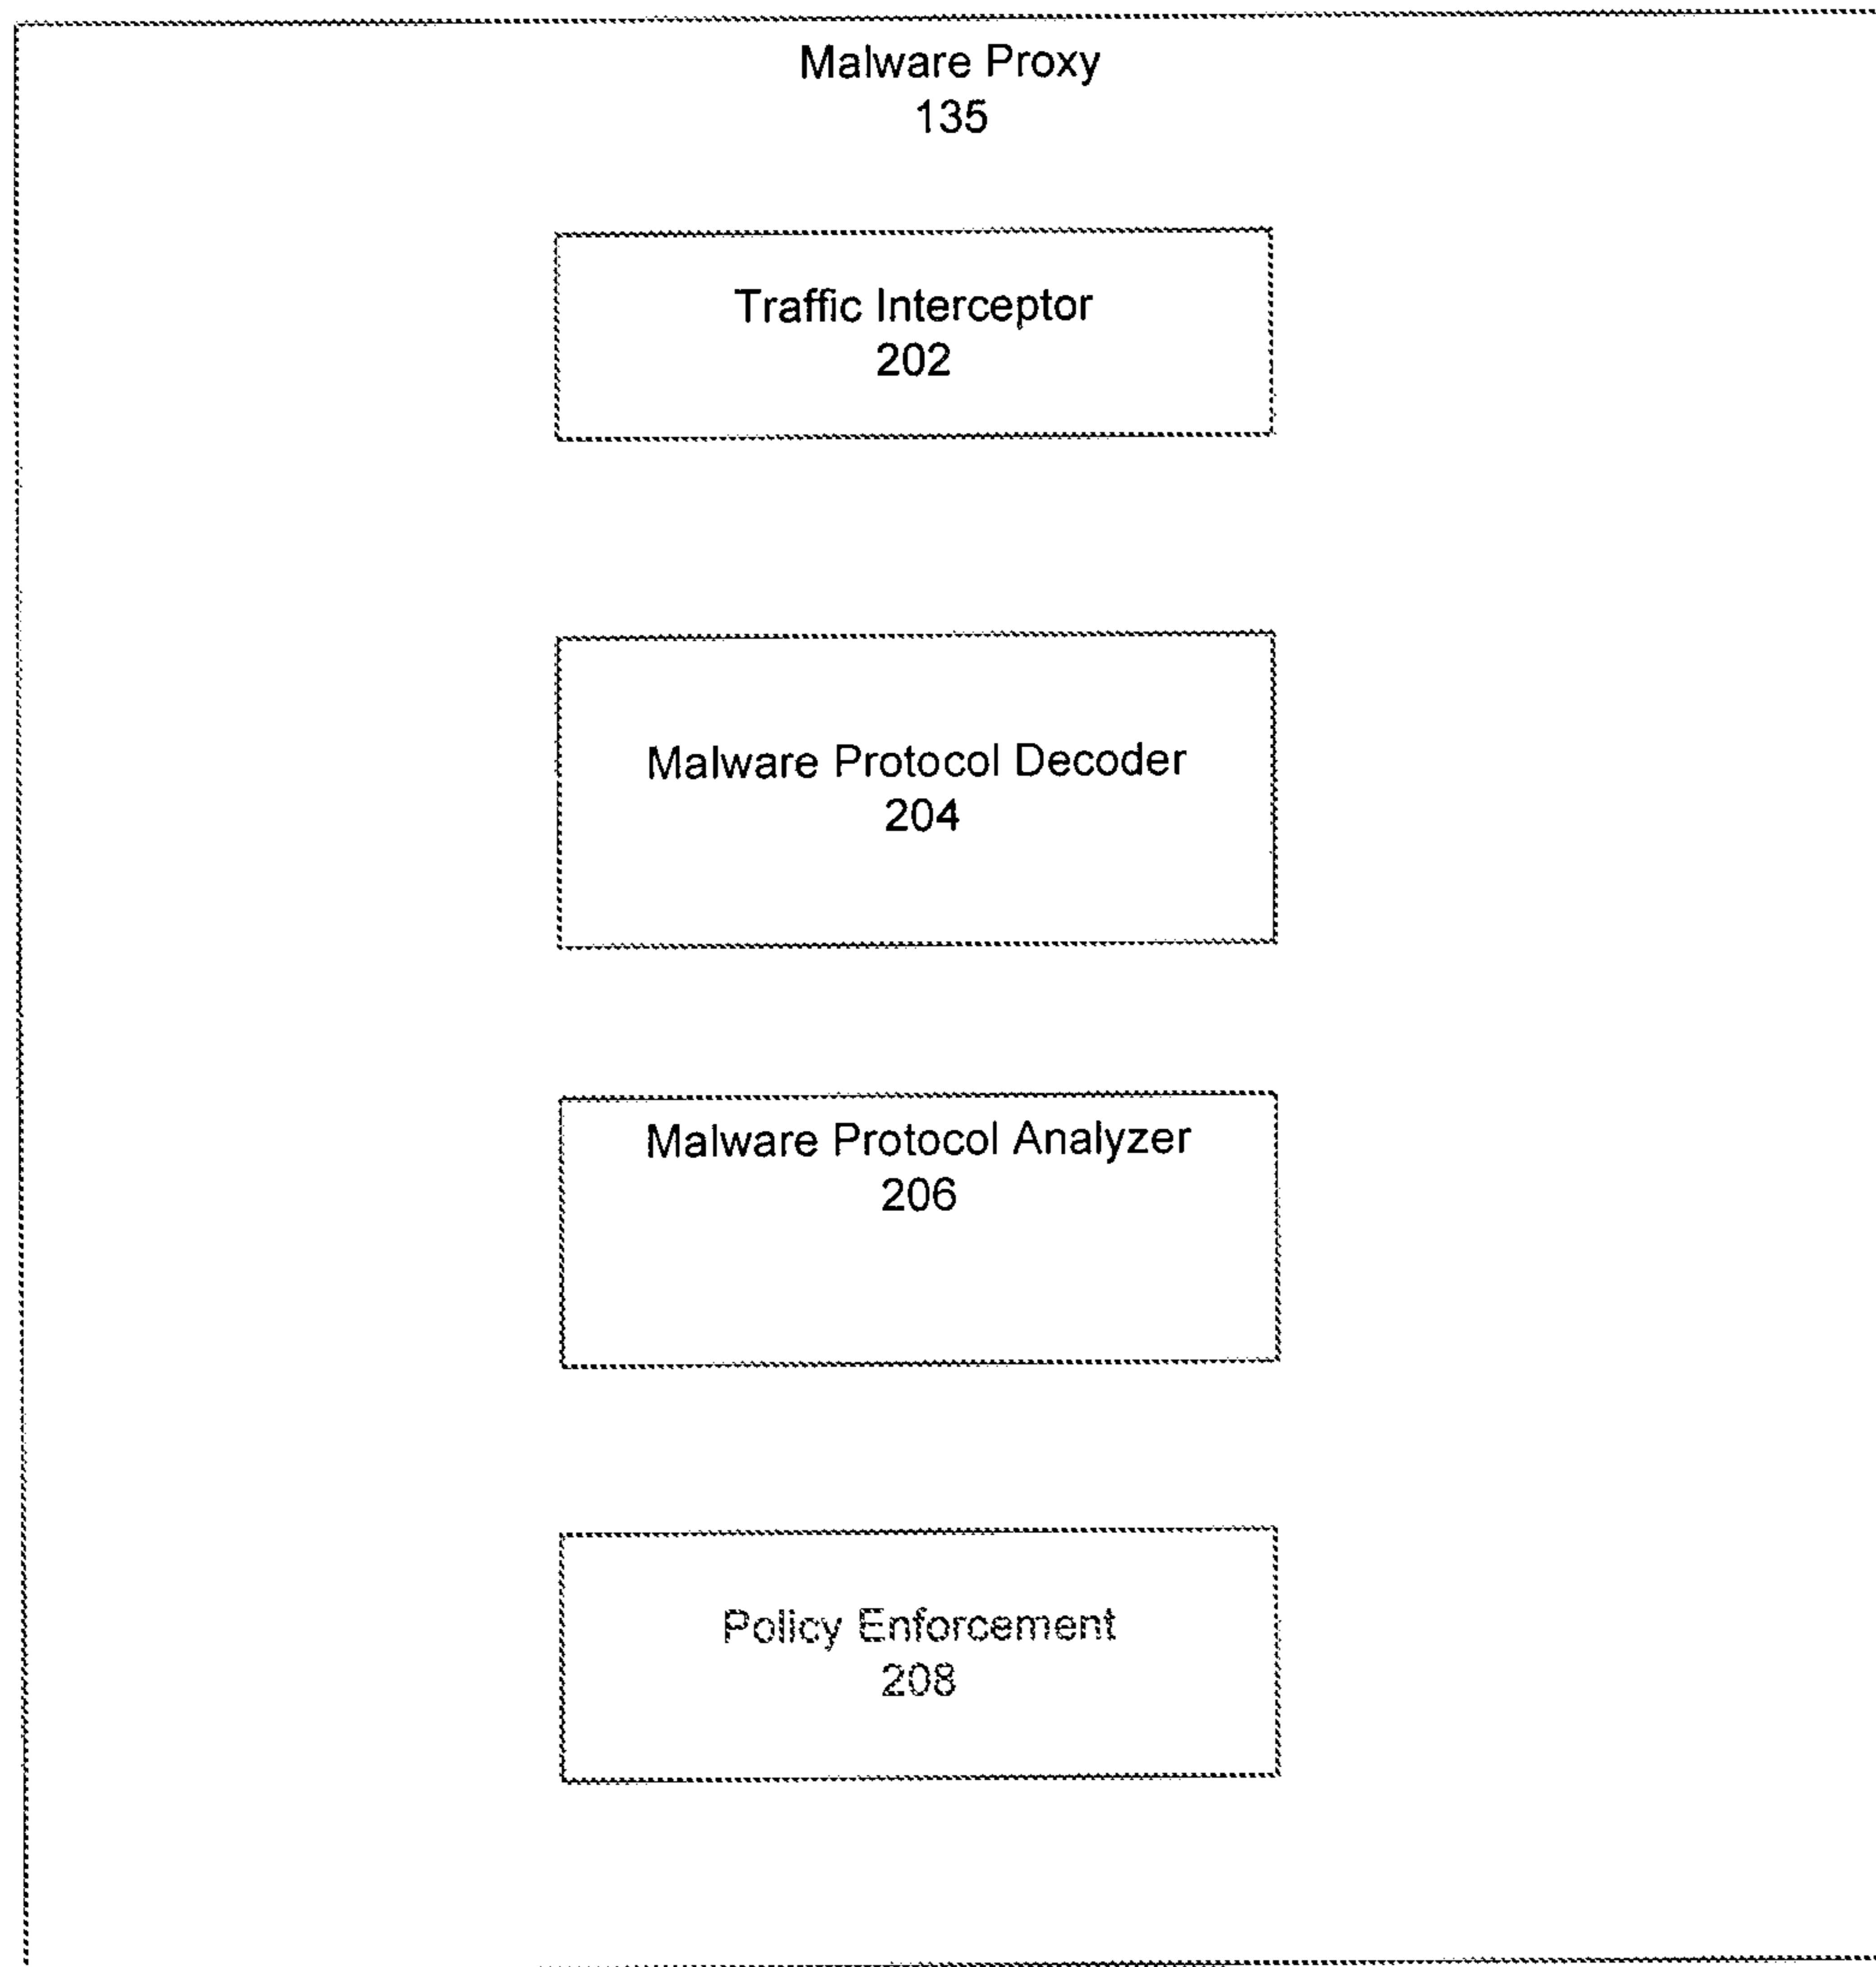 Malware Proxy
135
Traffic Interceptor
202
Malware Protocol Decoder
204
Malware Protocol Analyzer
206
Policy Enforcement
208